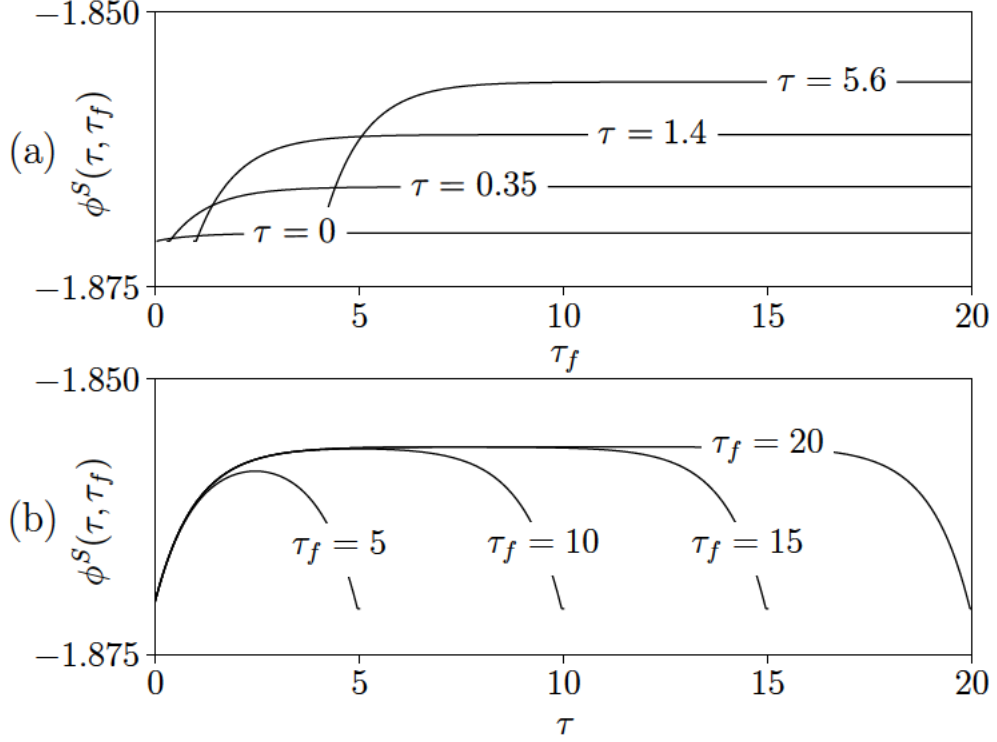 −1.850
(a) ϕ^S(τ, τ_f)
τ = 5.6
τ = 1.4
τ = 0.35
τ = 0
−1.875
0 5 10 15 20
τ_f
−1.850
(b) ϕ^S(τ, τ_f)
τ_f = 20
τ_f = 5 τ_f = 10 τ_f = 15
−1.875
0 5 10 15 20
τ